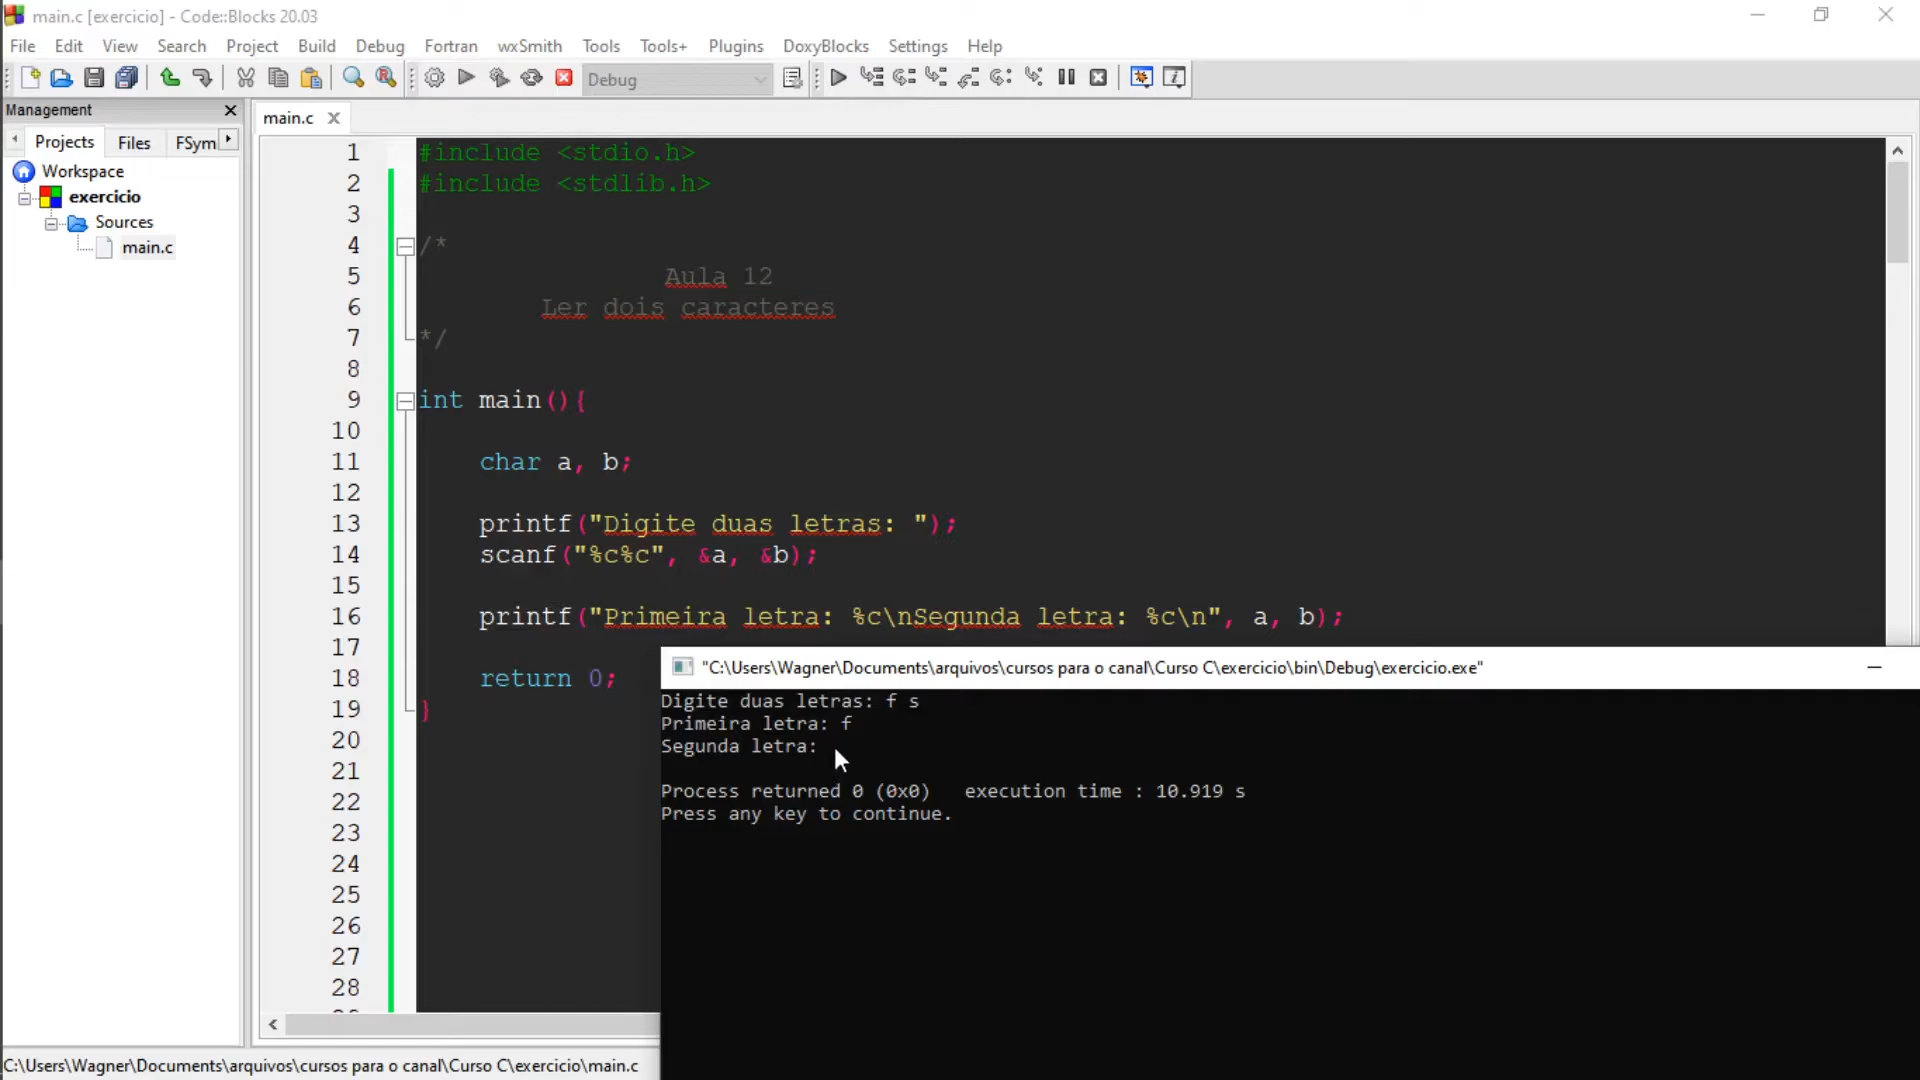 main.c [exercicio] - Code::Blocks 20.03
File Edit View Search Project Build Debug Fortran wxSmith Tools Tools+ Plugins DoxyBlocks Settings Help
Debug
Management
Projects Files FSym
Workspace
exercicio
Sources
main.c
main.c
1 #include <stdio.h>
2 #include <stdlib.h>
3
4 /*
5 Aula 12
6 Ler dois caracteres
7 */
8
9 int main(){
10
11 char a, b;
12
13 printf("Digite duas letras: ");
14 scanf("%c%c", &a, &b);
15
16 printf("Primeira letra: %c\nSegunda letra: %c\n", a, b);
17
18 return 0;
19 }
20
21
22
23
24
25
26
27
28
"C:\Users\Wagner\Documents\arquivos\cursos para o canal\Curso C\exercicio\bin\Debug\exercicio.exe"
Digite duas letras: f s
Primeira letra: f
Segunda letra:
Process returned 0 (0x0) execution time : 10.919 s
Press any key to continue.
C:\Users\Wagner\Documents\arquivos\cursos para o canal\Curso C\exercicio\main.c